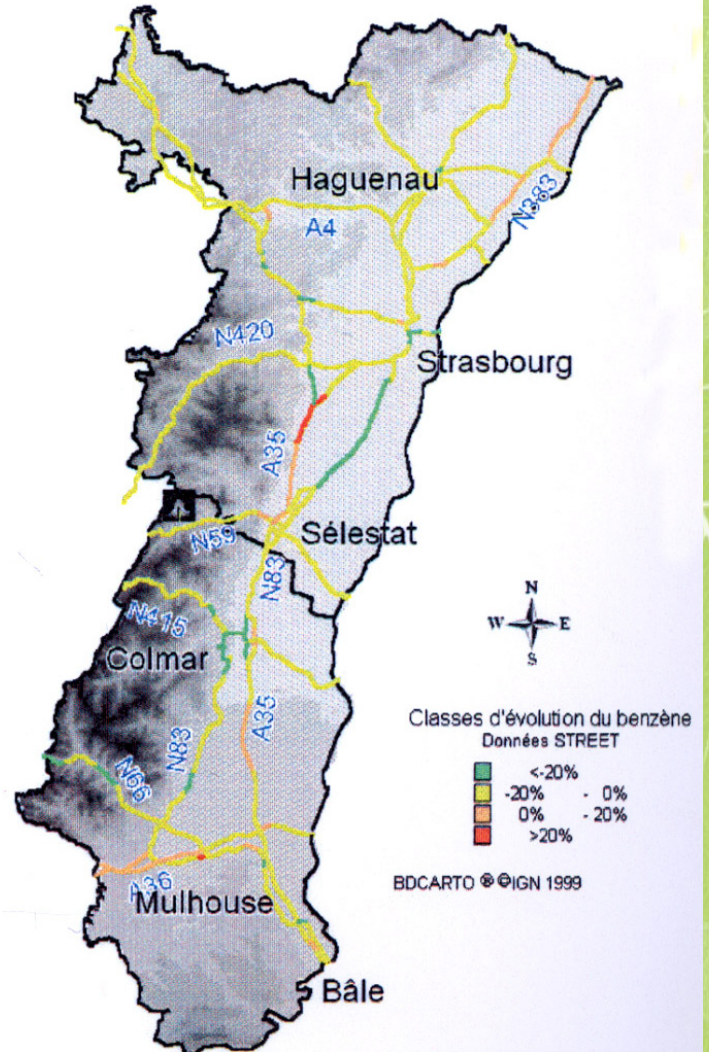 Haguenau
A4
N383
N420
Strasbourg
A35
Sélestat
N59
N83
N415
Colmar
N
W E
S
A35
N83
N66
Classes d'évolution du benzène
Données STREET
<-20%
-20% - 0%
0% - 20%
>20%
A36
BDCARTO ® ©IGN 1999
Mulhouse
Bâle